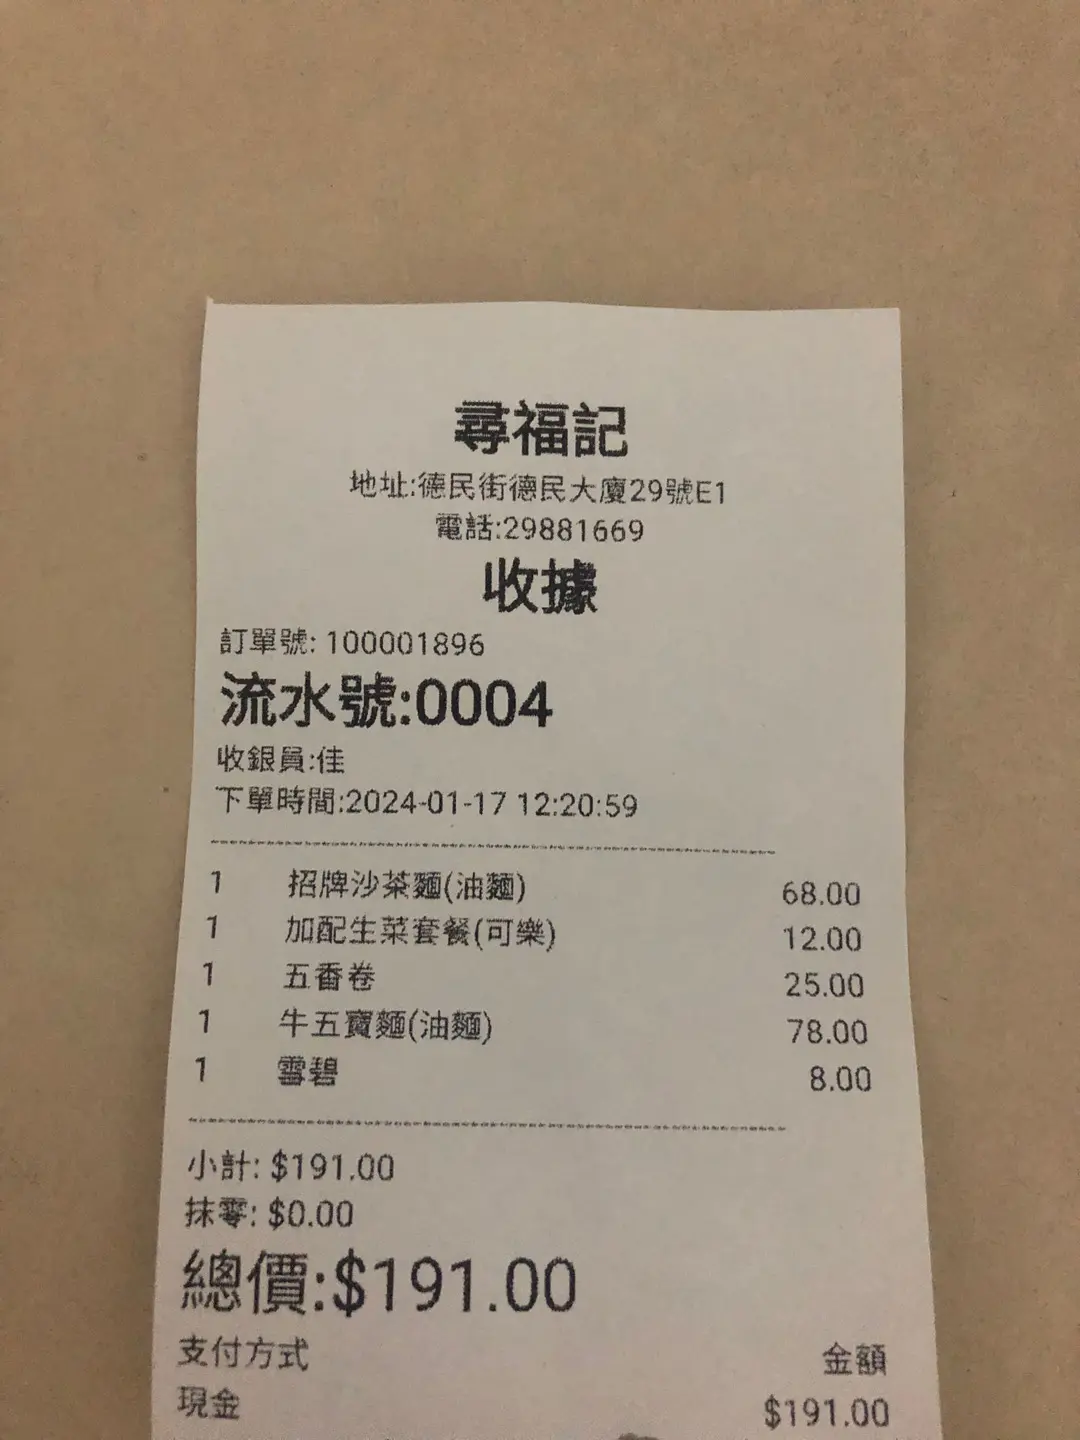 尋福記
地址:德民街德民大廈29號E1
電話:29881669
收據
訂單號: 100001896
流水號:0004
收銀員:佳
下單時間:2024-01-17 12:20:59
1 招牌沙茶麵(油麵) 68.00
1 加配生菜套餐(可樂) 12.00
1 五香卷 25.00
1 牛五寶麵(油麵) 78.00
1 雪碧 8.00
小計: $191.00
抹零: $0.00
總價:$191.00
支付方式 金額
現金 $191.00